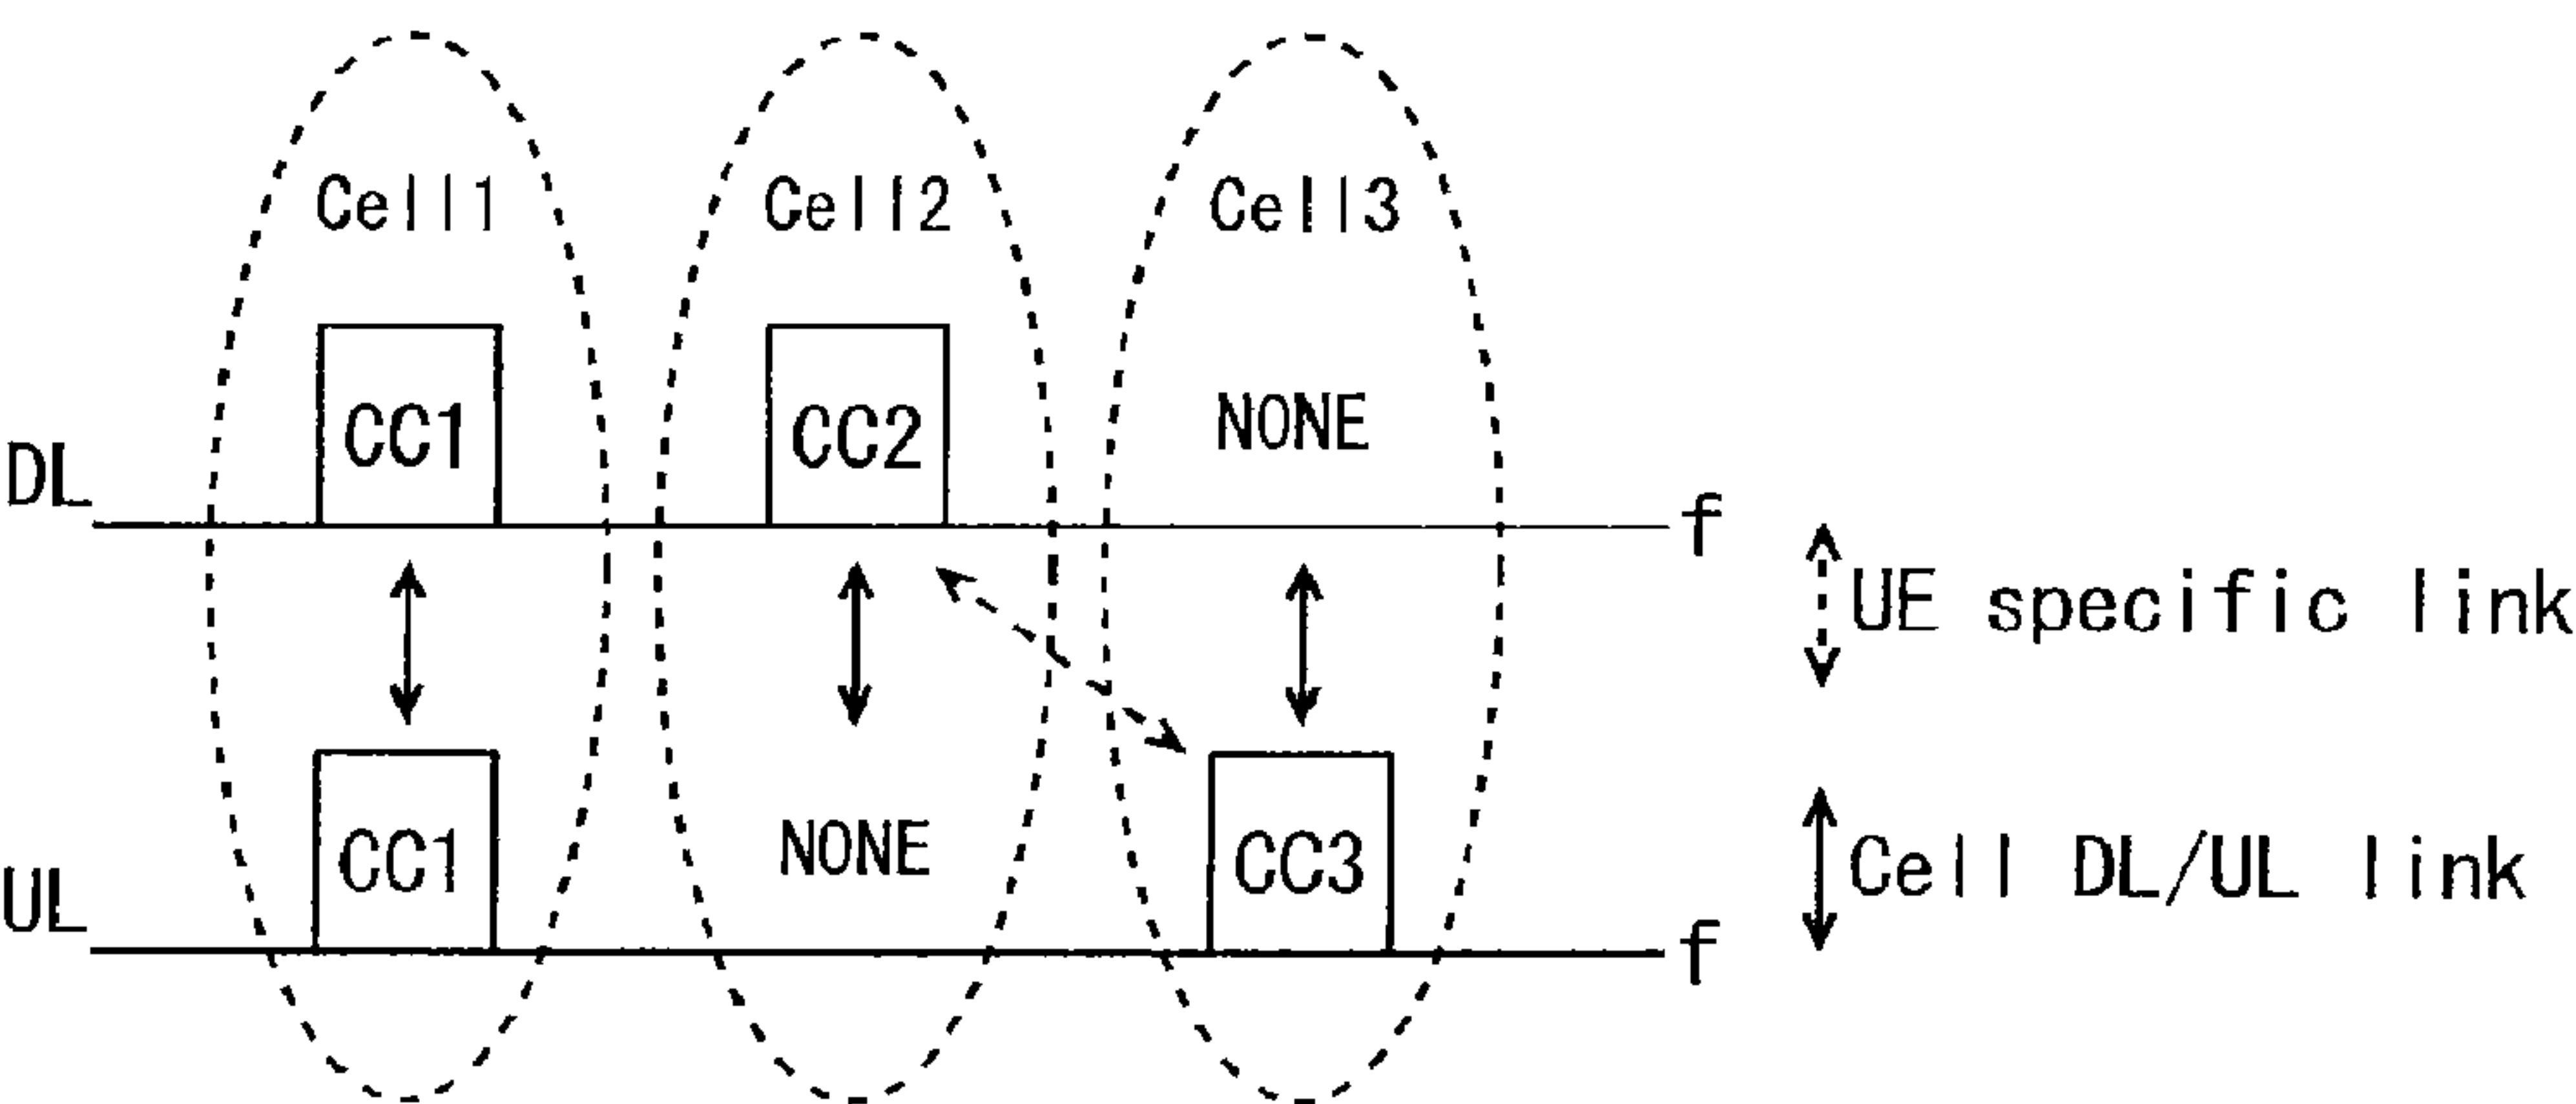 Cell1
Cell2
Cell3
CC1
CC2
NONE
DL
f
UE specific link
CC1
NONE
CC3
Cell DL/UL link
UL
f